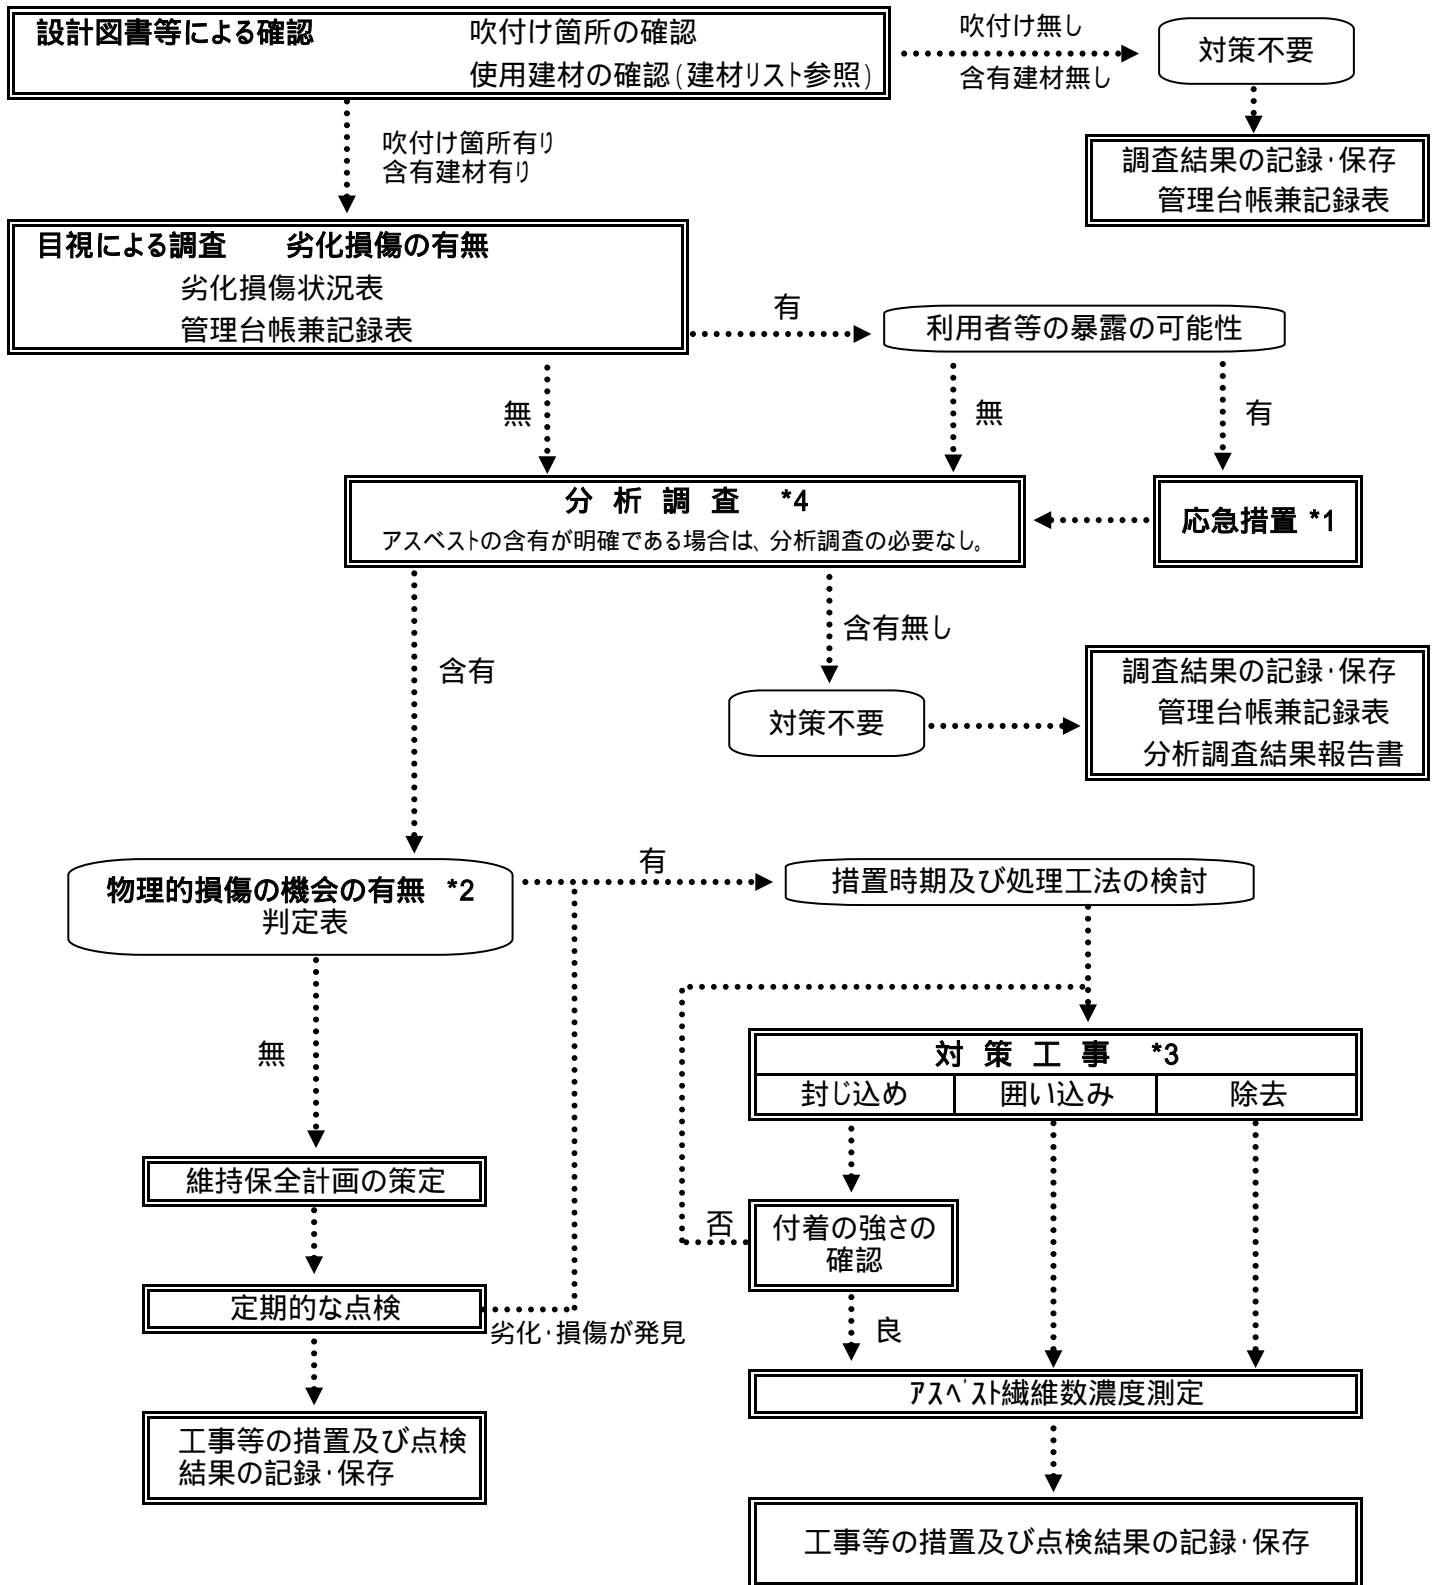 設計図書等による確認 吹付け箇所の確認
使用建材の確認(建材リスト参照)
吹付け無し
含有建材無し
対策不要
吹付け箇所有り
含有建材有り
調査結果の記録・保存
管理台帳兼記録表
目視による調査 劣化損傷の有無
劣化損傷状況表
管理台帳兼記録表
有
利用者等の暴露の可能性
無
無
有
分 析 調 査 *4
アスベストの含有が明確である場合は、分析調査の必要なし。
応急措置 *1
含有
含有無し
対策不要
調査結果の記録・保存
管理台帳兼記録表
分析調査結果報告書
物理的損傷の機会の有無 *2
判定表
有
措置時期及び処理工法の検討
無
対 策 工 事 *3
封じ込め 囲い込み 除去
維持保全計画の策定
否
付着の強さの
確認
定期的な点検
劣化・損傷が発見
良
アスベスト繊維数濃度測定
工事等の措置及び点検
結果の記録・保存
工事等の措置及び点検結果の記録・保存